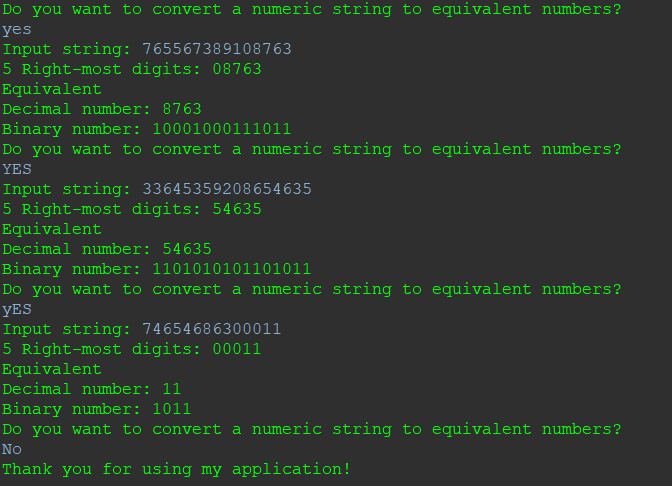 Do you want to convert a numeric string to equivalent numbers?
yes
Input string: 765567389108763
5 Right-most digits: 08763
Equivalent
Decimal number: 8763
Binary number: 10001000111011
Do you want to convert a numeric string to equivalent numbers?
YES
Input string: 33645359208654635
5 Right-most digits: 54635
Equivalent
Decimal number: 54635
Binary number: 1101010101101011
Do you want to convert a numeric string to equivalent numbers?
yES
Input string: 74654686300011
5 Right-most digits: 00011
Equivalent
Decimal number: 11
Binary number: 1011
Do you want to convert a numeric string to equivalent numbers?
No
Thank you for using my application!